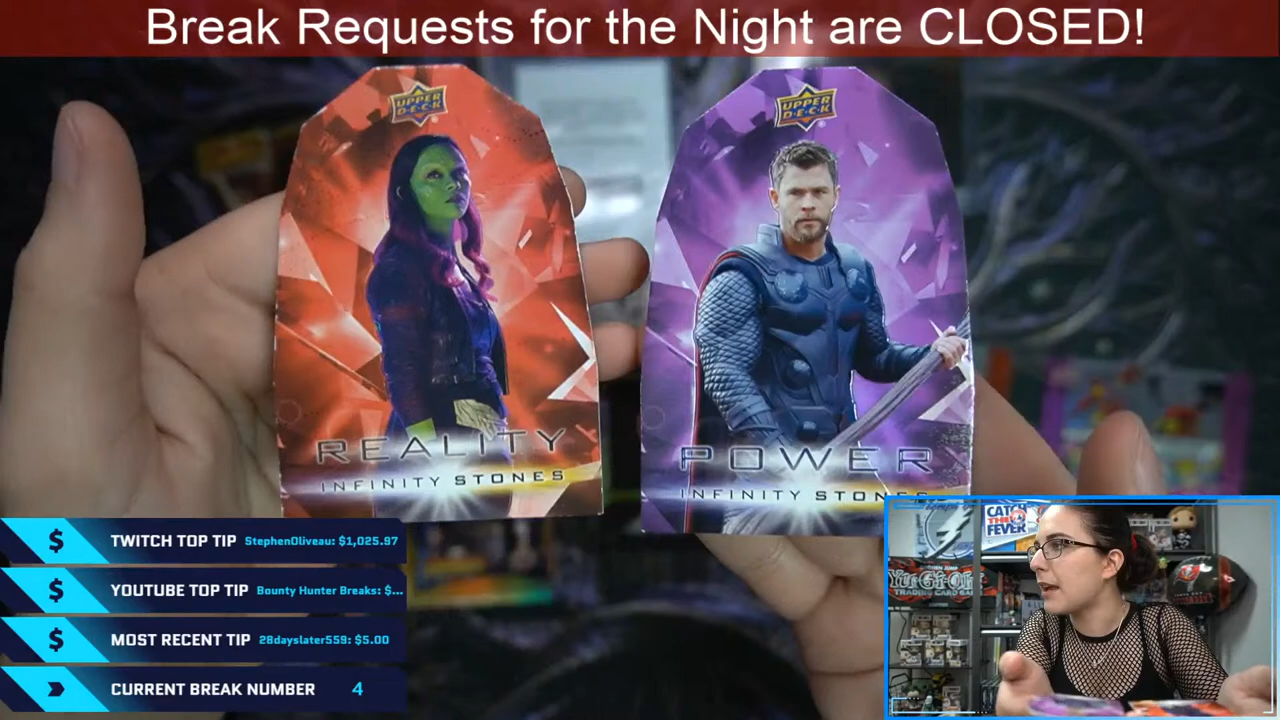 Break Requests for the Night are CLOSED!
UPPER
D·E·C·K
REALITY
INFINITY STONES
UPPER
D·E·C·K
POWER
INFINITY STONES
TWITCH TOP TIP StephenOliveau: $1,025.97
YOUTUBE TOP TIP Bounty Hunter Breaks: $...
MOST RECENT TIP 28dayslater559: $5.00
CURRENT BREAK NUMBER 4
CATCH
THE
FEVER
Yu-Gi-Oh!
TRADING CARD GAME